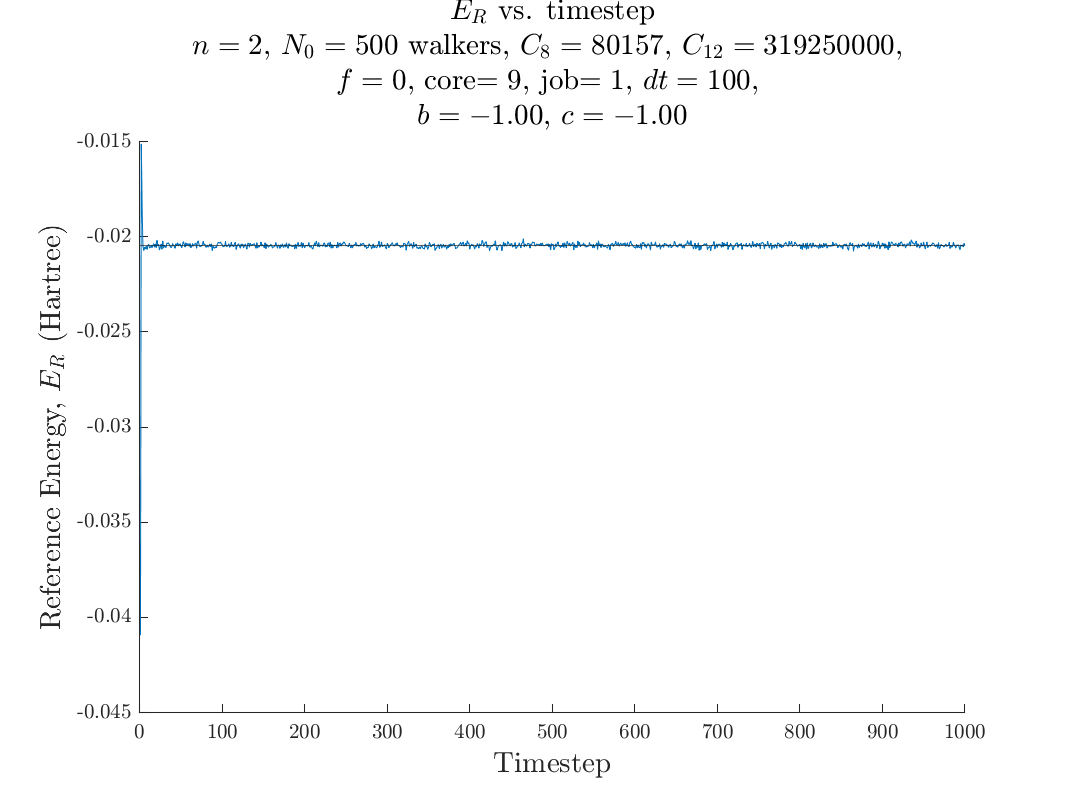 E_R vs. timestep
n = 2, N_0 = 500 walkers, C_8 = 80157, C_12 = 319250000,
f = 0, core= 9, job= 1, dt = 100,
b = −1.00, c = −1.00
Reference Energy, E_R (Hartree)
-0.015
-0.02
-0.025
-0.03
-0.035
-0.04
-0.045
0 100 200 300 400 500 600 700 800 900 1000
Timestep